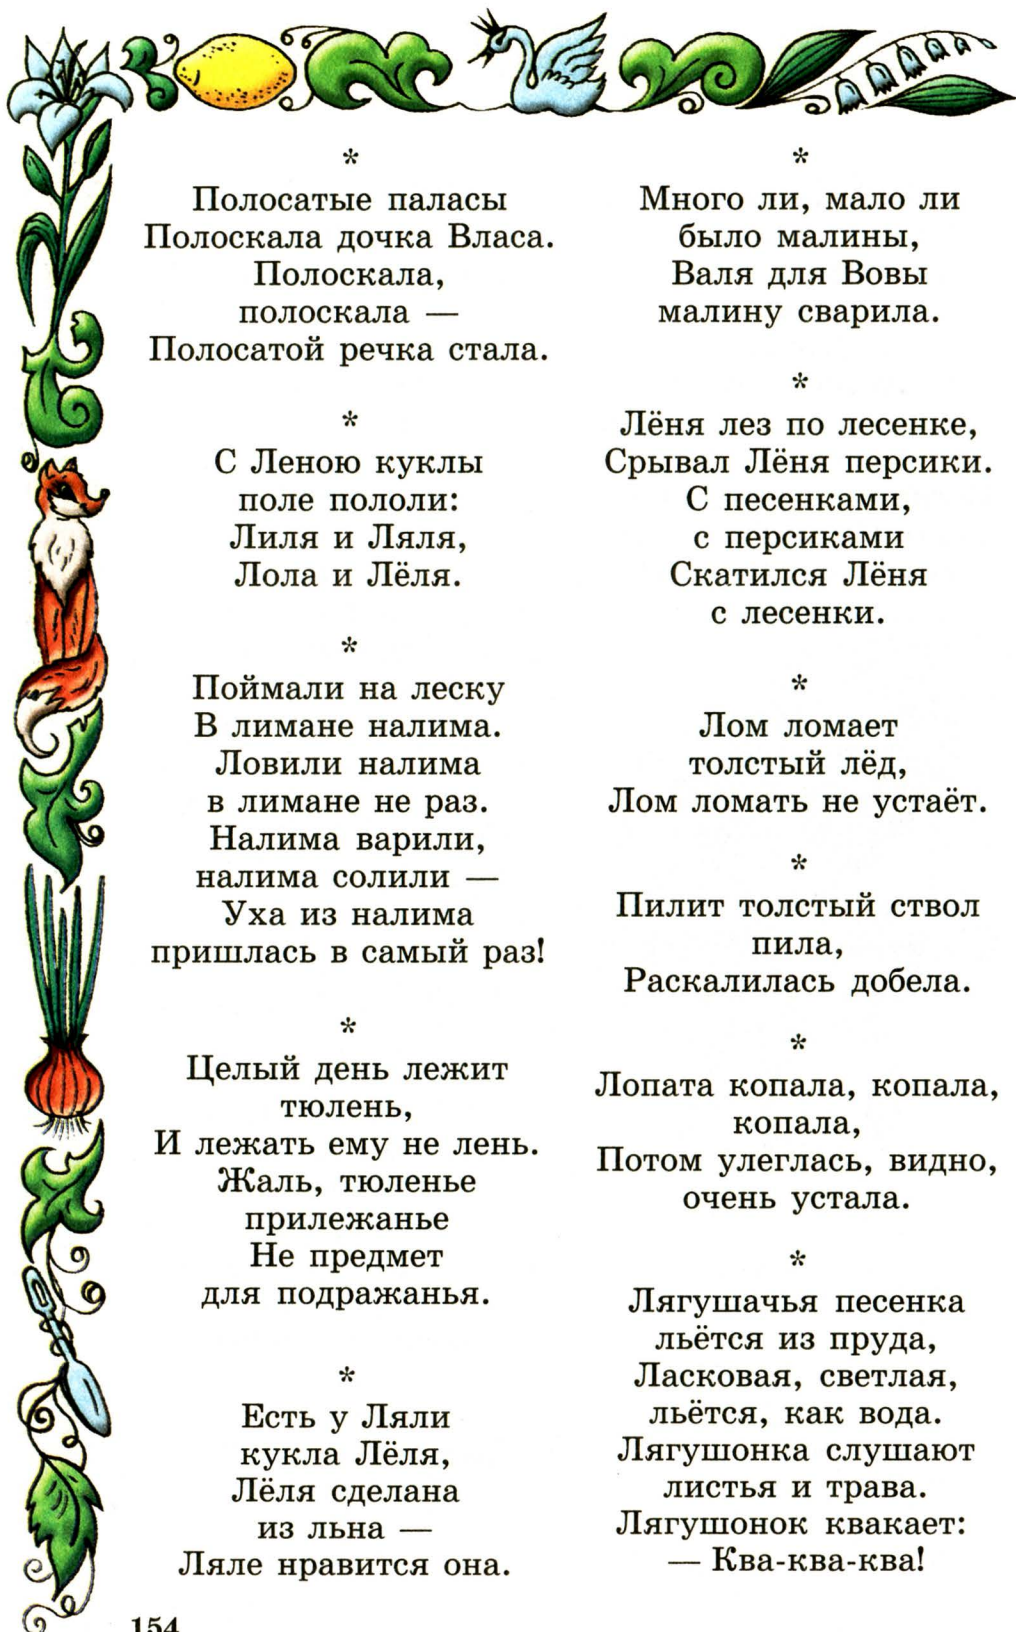 *
Полосатые паласы
Полоскала дочка Власа.
Полоскала,
полоскала —
Полосатой речка стала.
*
С Леною куклы
поле пололи:
Лиля и Ляля,
Лола и Лёля.
*
Поймали на леску
В лимане налима.
Ловили налима
в лимане не раз.
Налима варили,
налима солили —
Уха из налима
пришлась в самый раз!
*
Целый день лежит
тюлень,
И лежать ему не лень.
Жаль, тюленье
прилежанье
Не предмет
для подражанья.
*
Есть у Ляли
кукла Лёля,
Лёля сделана
из льна —
Ляле нравится она.
*
Много ли, мало ли
было малины,
Валя для Вовы
малину сварила.
*
Лёня лез по лесенке,
Срывал Лёня персики.
С песенками,
с персиками
Скатился Лёня
с лесенки.
*
Лом ломает
толстый лёд,
Лом ломать не устаёт.
*
Пилит толстый ствол
пила,
Раскалилась добела.
*
Лопата копала, копала,
копала,
Потом улеглась, видно,
очень устала.
*
Лягушачья песенка
льётся из пруда,
Ласковая, светлая,
льётся, как вода.
Лягушонка слушают
листья и трава.
Лягушонок квакает:
— Ква-ква-ква!
154